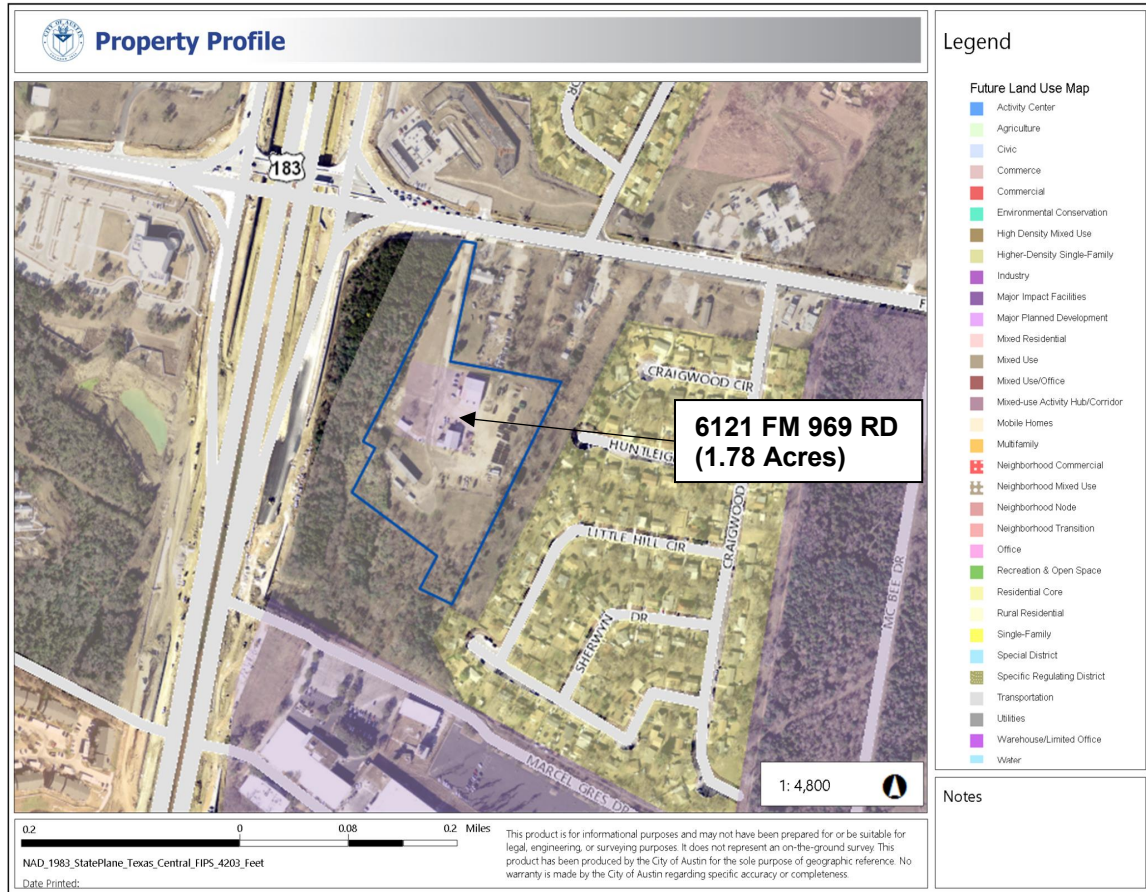 Property Profile
Legend
Future Land Use Map
Activity Center
Agriculture
Civic
Commerce
Commercial
Environmental Conservation
High Density Mixed Use
Higher-Density Single-Family
Industry
Major Impact Facilities
Major Planned Development
Mixed Residential
Mixed Use
Mixed Use/Office
Mixed-use Activity Hub/Corridor
Mobile Homes
Multifamily
Neighborhood Commercial
Neighborhood Mixed Use
Neighborhood Node
Neighborhood Transition
Office
Recreation & Open Space
Residential Core
Rural Residential
Single-Family
Special District
Specific Regulating District
Transportation
Utilities
Warehouse/Limited Office
Water
Notes
DR
183
F
CRAIGWOOD CIR
6121 FM 969 RD
(1.78 Acres)
HUNTLEIG
CRAIGWOOD
LITTLE HILL CIR
SHERWYN DR
MC BEE DR
MARCEL GRES DR
1: 4,800
0.2 0 0.08 0.2 Miles
NAD_1983_StatePlane_Texas_Central_FIPS_4203_Feet
Date Printed:
This product is for informational purposes and may not have been prepared for or be suitable for
legal, engineering, or surveying purposes. It does not represent an on-the-ground survey. This
product has been produced by the City of Austin for the sole purpose of geographic reference. No
warranty is made by the City of Austin regarding specific accuracy or completeness.